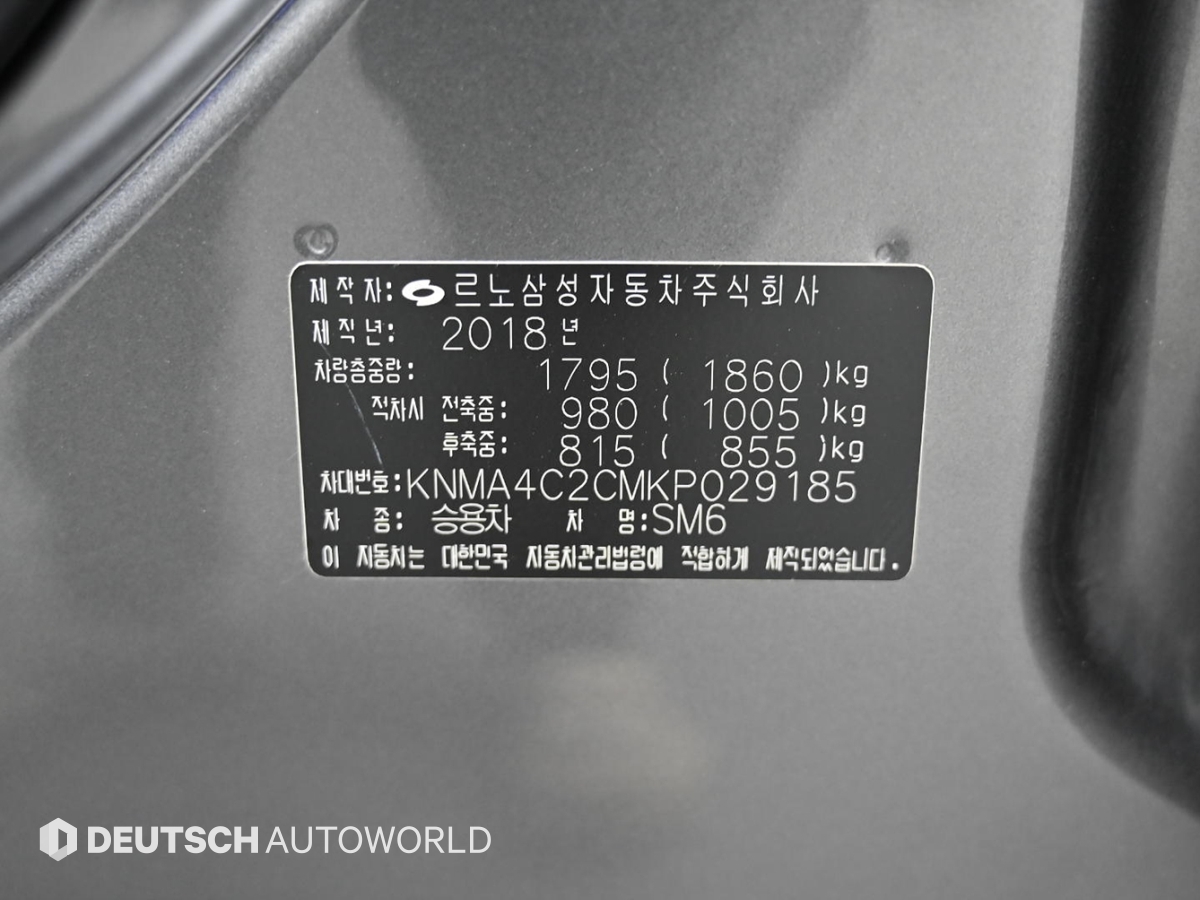 제작자: 르노삼성자동차주식회사
제작년: 2018년
차량총중량: 1795 ( 1860 )kg
적차시 전축중: 980 ( 1005 )kg
후축중: 815 ( 855 )kg
차대번호:KNMA4C2CMKP029185
차 종: 승용차 차 명:SM6
이 자동차는 대한민국 자동차관리법령에 적합하게 제작되었습니다.
DEUTSCH AUTOWORLD